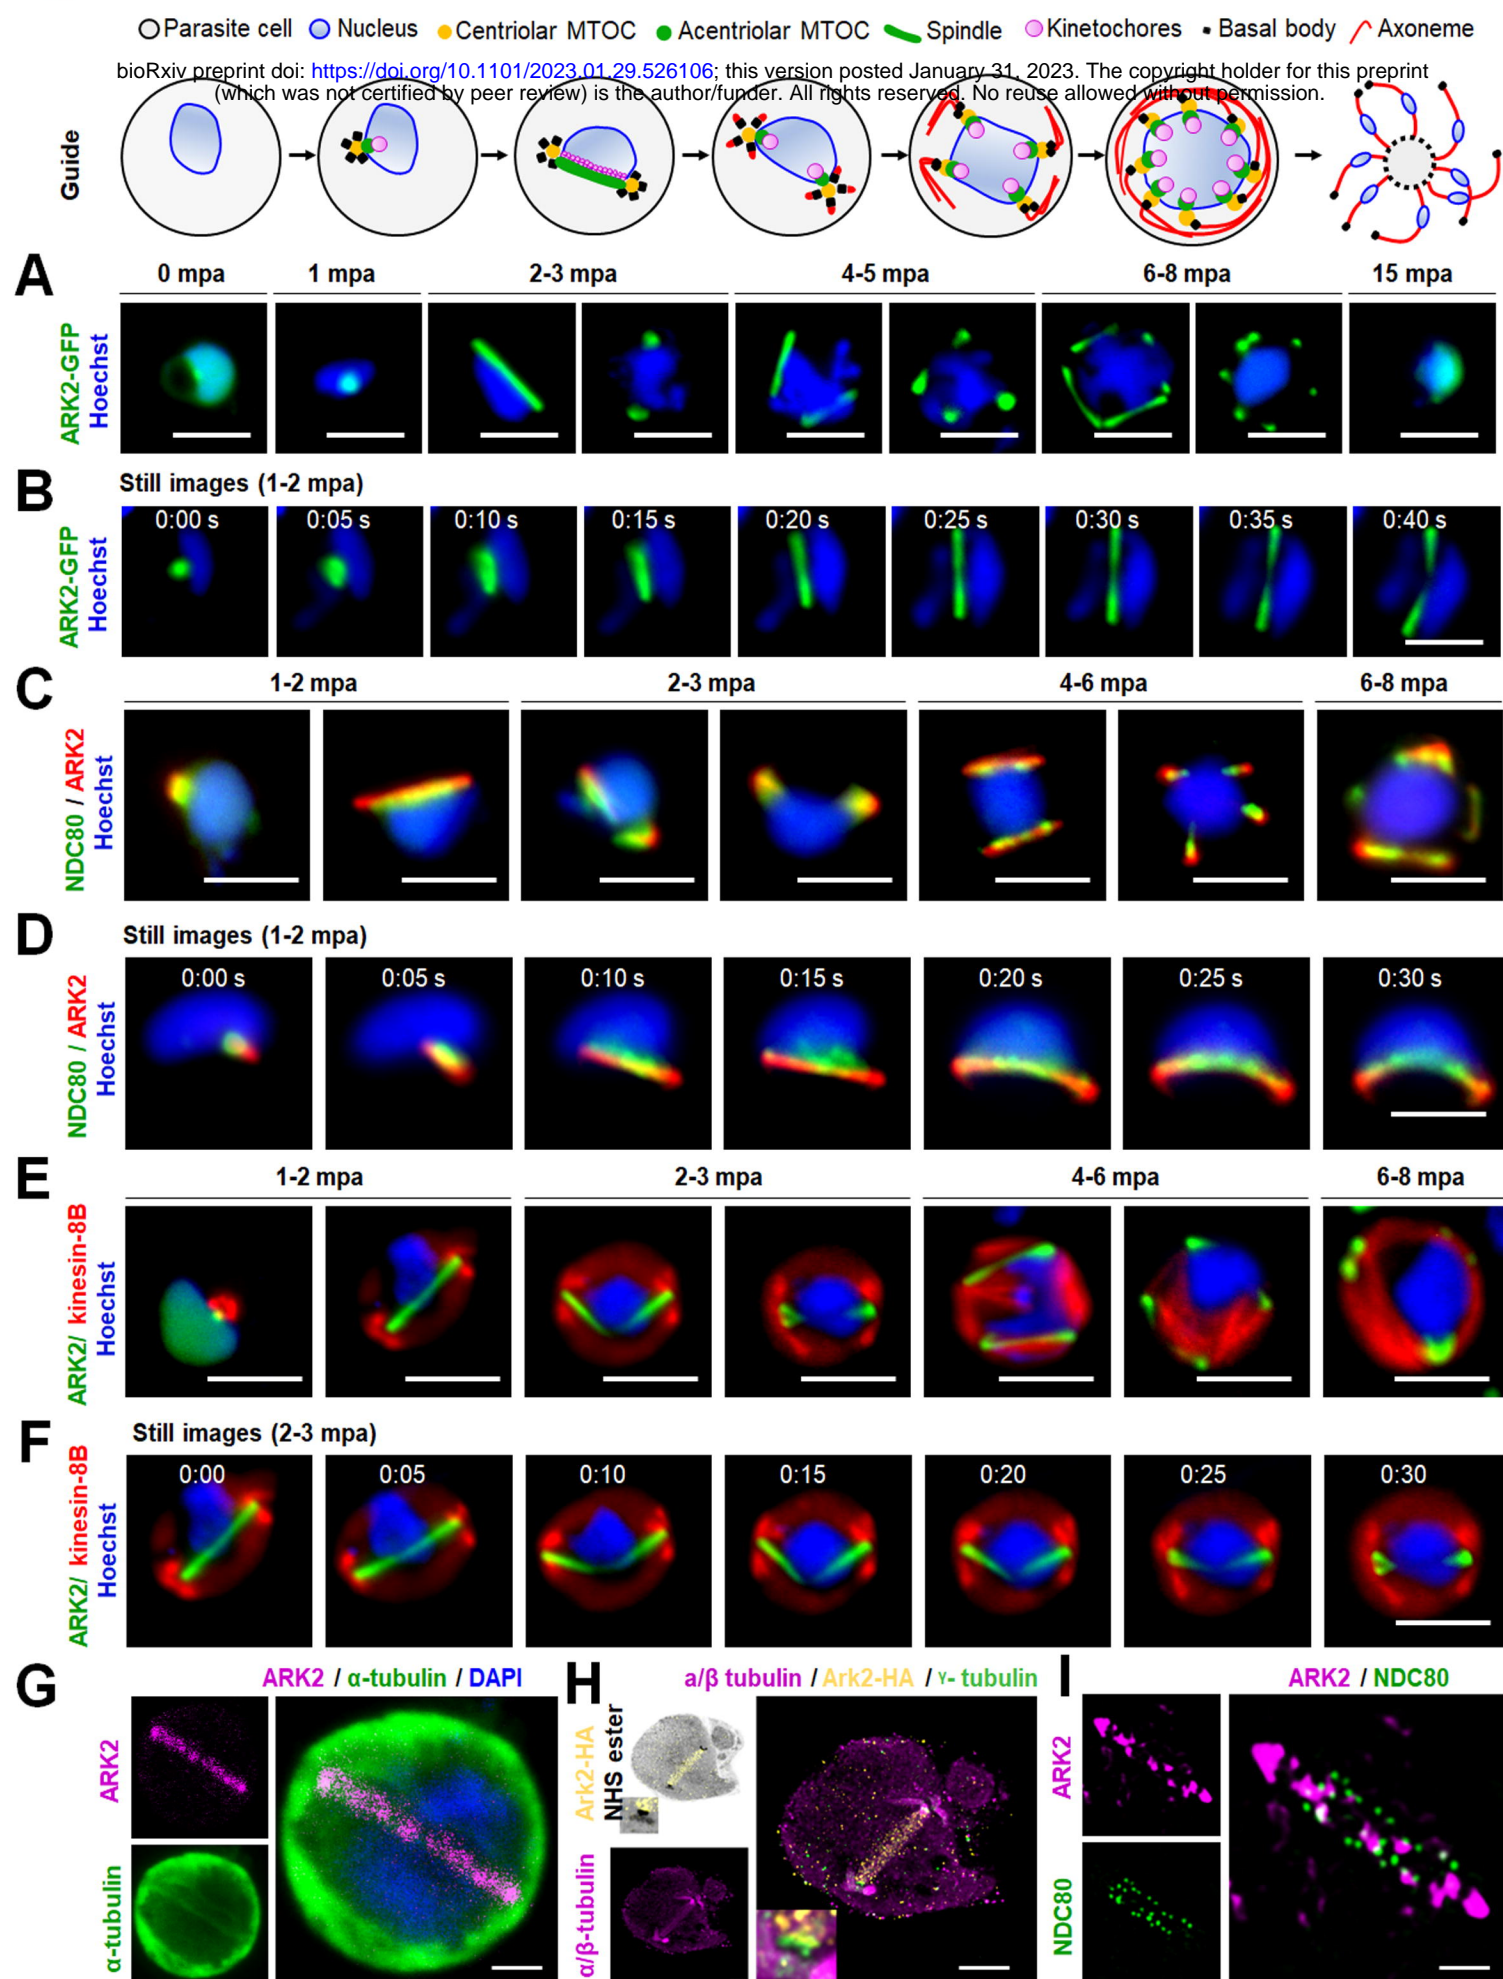 Parasite cell Nucleus Centriolar MTOC Acentriolar MTOC Spindle Kinetochores Basal body Axoneme
bioRxiv preprint doi: https://doi.org/10.1101/2023.01.29.526106; this version posted January 31, 2023. The copyright holder for this preprint
(which was not certified by peer review) is the author/funder. All rights reserved. No reuse allowed without permission.
Guide
A
0 mpa 1 mpa 2-3 mpa 4-5 mpa 6-8 mpa 15 mpa
ARK2-GFP
Hoechst
B
Still images (1-2 mpa)
0:00 s 0:05 s 0:10 s 0:15 s 0:20 s 0:25 s 0:30 s 0:35 s 0:40 s
ARK2-GFP
Hoechst
C
1-2 mpa 2-3 mpa 4-6 mpa 6-8 mpa
NDC80 / ARK2
Hoechst
D
Still images (1-2 mpa)
0:00 s 0:05 s 0:10 s 0:15 s 0:20 s 0:25 s 0:30 s
NDC80 / ARK2
Hoechst
E
1-2 mpa 2-3 mpa 4-6 mpa 6-8 mpa
ARK2/ kinesin-8B
Hoechst
F
Still images (2-3 mpa)
0:00 0:05 0:10 0:15 0:20 0:25 0:30
ARK2/ kinesin-8B
Hoechst
G
ARK2 / α-tubulin / DAPI
ARK2
α-tubulin
H
a/β tubulin / Ark2-HA / γ- tubulin
Ark2-HA
NHS ester
α/β-tubulin
I
ARK2 / NDC80
ARK2
NDC80